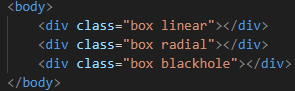 <body>
    <div class="box linear"></div>
    <div class="box radial"></div>
    <div class="box blackhole"></div>
</body>